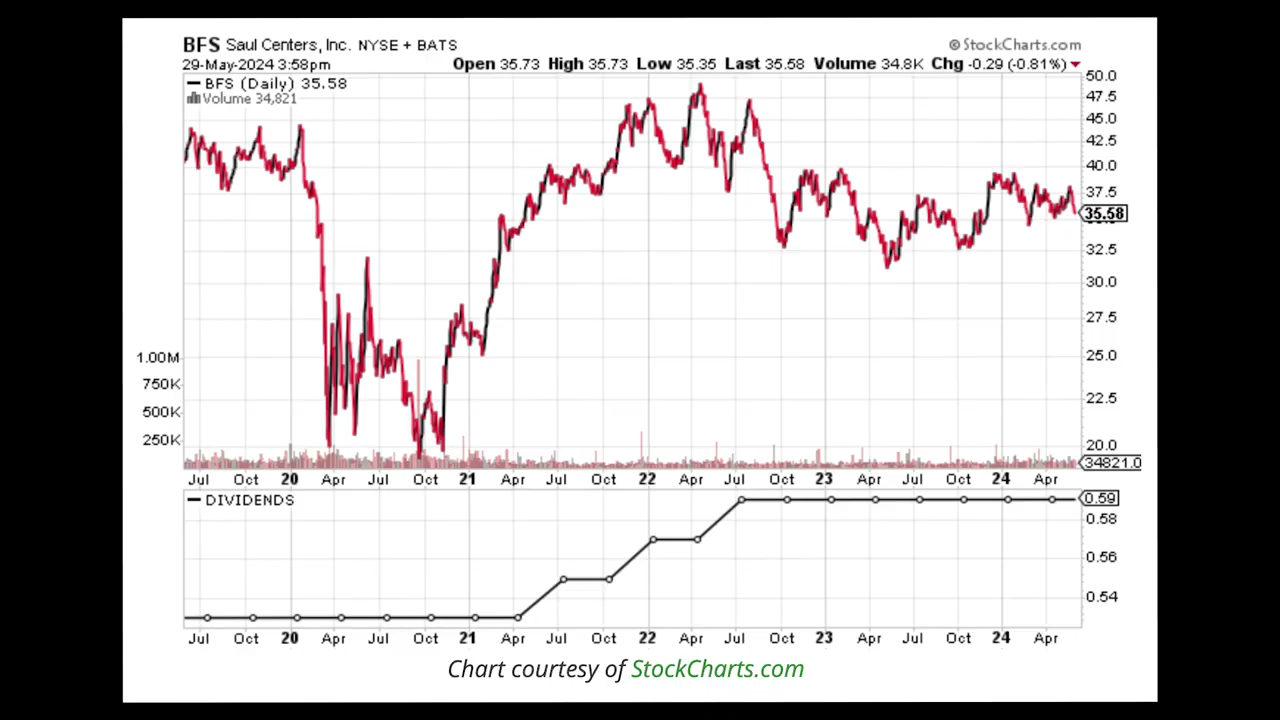 BFS Saul Centers, Inc. NYSE + BATS
© StockCharts.com
29-May-2024 3:58pm
Open 35.73 High 35.73 Low 35.35 Last 35.58 Volume 34.8K Chg -0.29 (-0.81%)
BFS (Daily) 35.58
Volume 34,821
50.0
47.5
45.0
42.5
40.0
37.5
35.58
32.5
30.0
27.5
25.0
22.5
20.0
34821.0
1.00M
750K
500K
250K
Jul Oct 20 Apr Jul Oct 21 Apr Jul Oct 22 Apr Jul Oct 23 Apr Jul Oct 24 Apr
DIVIDENDS
0.59
0.58
0.56
0.54
Jul Oct 20 Apr Jul Oct 21 Apr Jul Oct 22 Apr Jul Oct 23 Apr Jul Oct 24 Apr
Chart courtesy of StockCharts.com